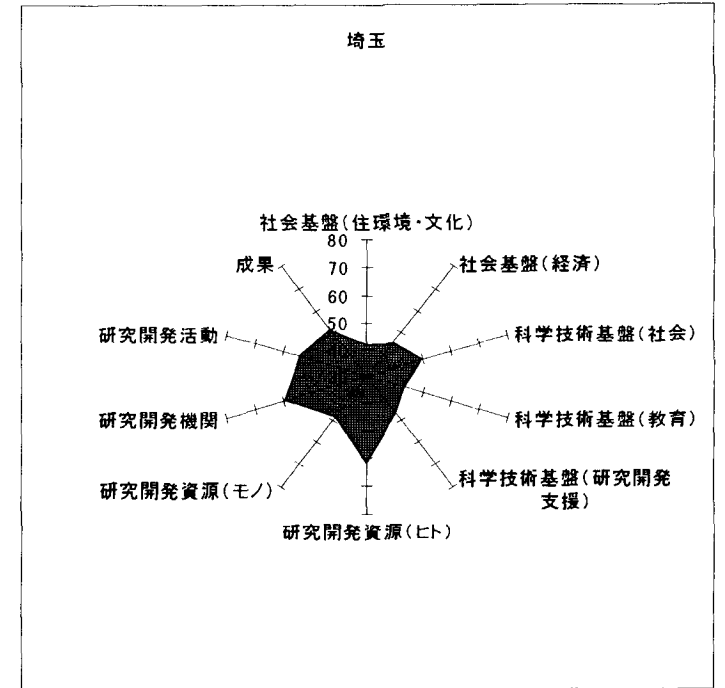 埼玉
社会基盤(住環境・文化)
80
70
60
50
成果
社会基盤(経済)
研究開発活動
科学技術基盤(社会)
研究開発機関
科学技術基盤(教育)
研究開発資源(モノ)
科学技術基盤(研究開発
支援)
研究開発資源(ヒト)